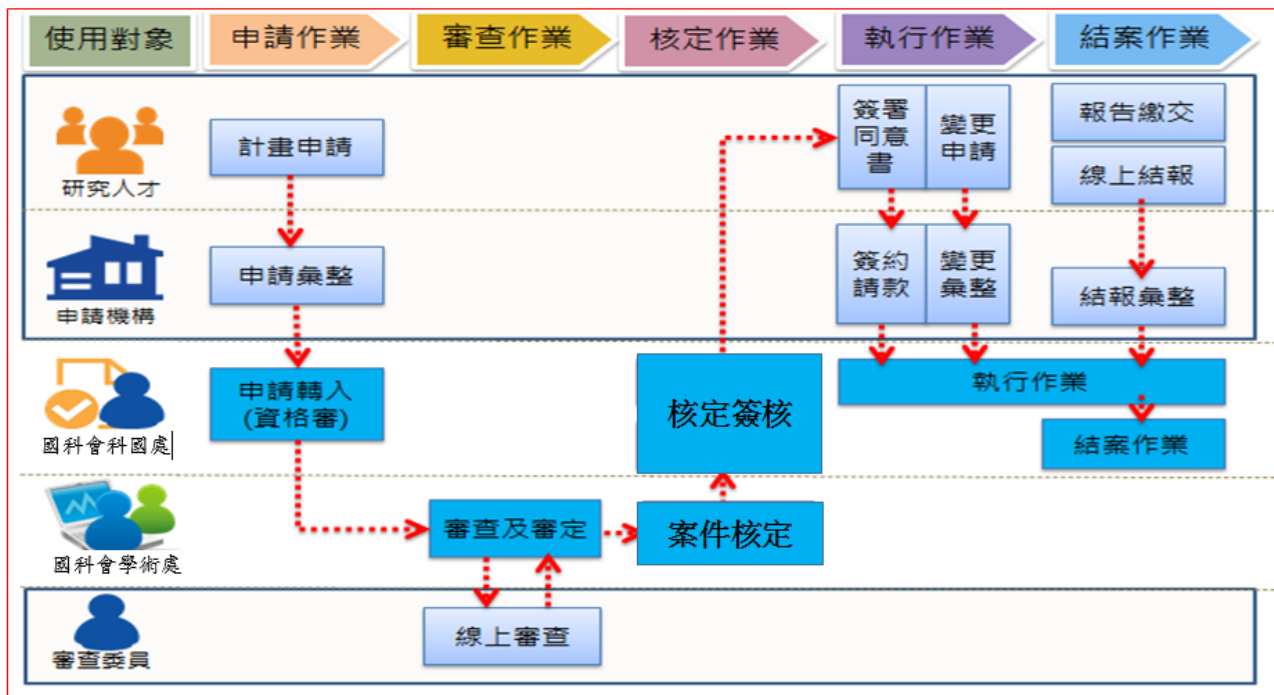 使用對象
申請作業
審查作業
核定作業
執行作業
結案作業
研究人才
計畫申請
簽署
同意
書
變更
申請
報告繳交
線上結報
申請機構
申請彙整
簽約
請款
變更
彙整
結報彙整
國科會科國處
申請轉入
(資格審)
核定簽核
執行作業
結案作業
國科會學術處
審查及審定
案件核定
審查委員
線上審查